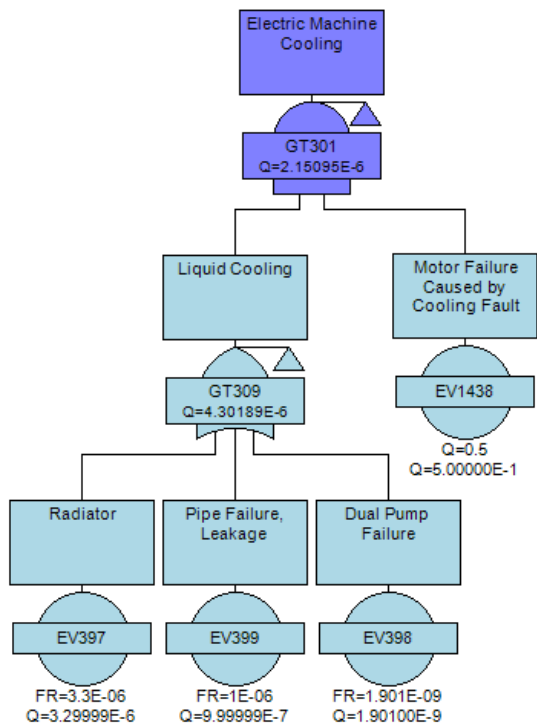 Electric Machine
Cooling
GT301
Q=2.15095E-6
Liquid Cooling
Motor Failure
Caused by
Cooling Fault
GT309
Q=4.30189E-6
EV1438
Q=0.5
Q=5.00000E-1
Radiator
Pipe Failure,
Leakage
Dual Pump
Failure
EV397
EV399
EV398
FR=3.3E-06
Q=3.29999E-6
FR=1E-06
Q=9.99999E-7
FR=1.901E-09
Q=1.90100E-9